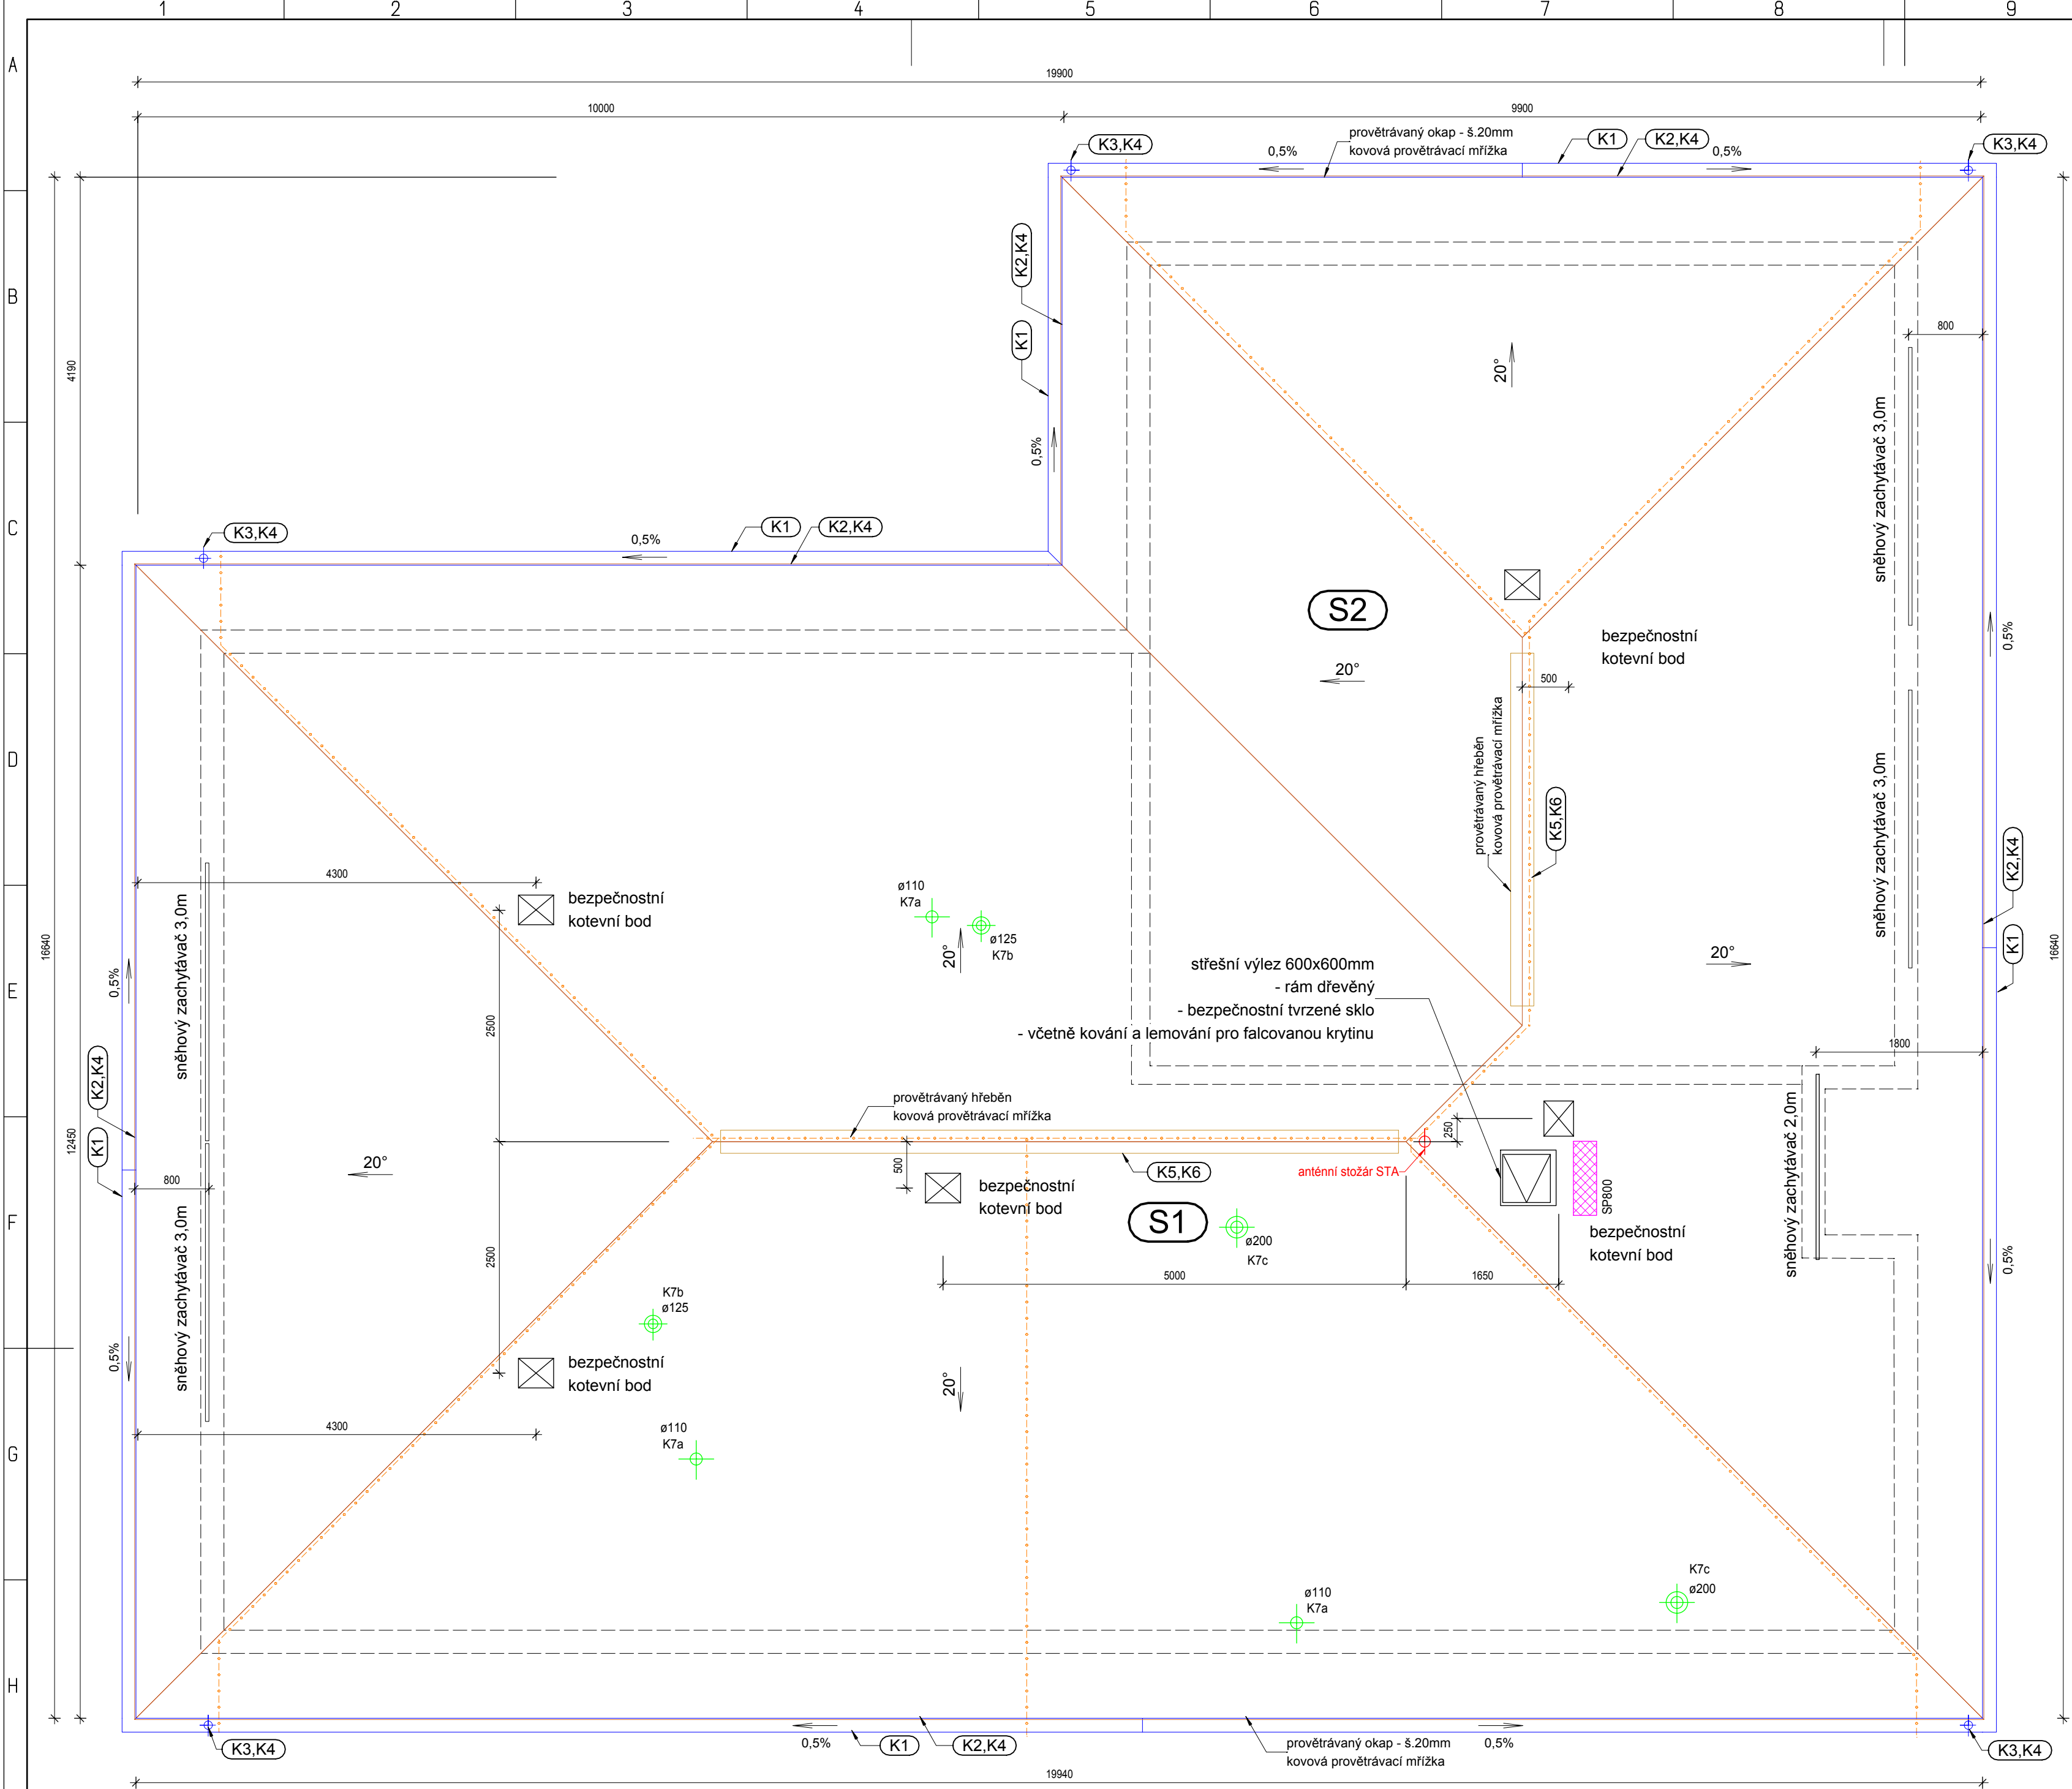 1 2 3 4 5 6 7 8 9
A
19900
10000 9900
provětrávaný okap - š.20mm
kovová provětrávací mřížka
K3,K4
0,5%
K1
K2,K4
0,5%
K3,K4
B
K2,K4
K1
4190
800
20°
sněhový zachytávač 3,0m
C
0,5%
K3,K4
0,5%
K1
K2,K4
S2
bezpečnostní
kotevní bod
0,5%
D
20°
500
provětrávaný hřeben
kovová provětrávací mřížka
K5,K6
sněhový zachytávač 3,0m
K2,K4
K1
4300
bezpečnostní
kotevní bod
ø110
K7a
ø125
K7b
20°
20°
16640
16640
E
0,5%
sněhový zachytávač 3,0m
2500
střešní výlez 600x600mm
- rám dřevěný
- bezpečnostní tvrzené sklo
- včetně kování a lemování pro falcovanou krytinu
1800
K2,K4
K1
12450
provětrávaný hřeběn
kovová provětrávací mřížka
250
sněhový zachytávač 2,0m
F
20°
800
500
K5,K6
anténní stožár STA
bezpečnostní
kotevní bod
S1
SP800
bezpečnostní
kotevní bod
ø200
K7c
0,5%
sněhový zachytávač 3,0m
2500
5000
1650
K7b
ø125
0,5%
bezpečnostní
kotevní bod
20°
G
4300
ø110
K7a
ø110
K7a
K7c
ø200
H
K3,K4
0,5%
K1
K2,K4
provětrávaný okap - š.20mm
kovová provětrávací mřížka
0,5%
K3,K4
19940